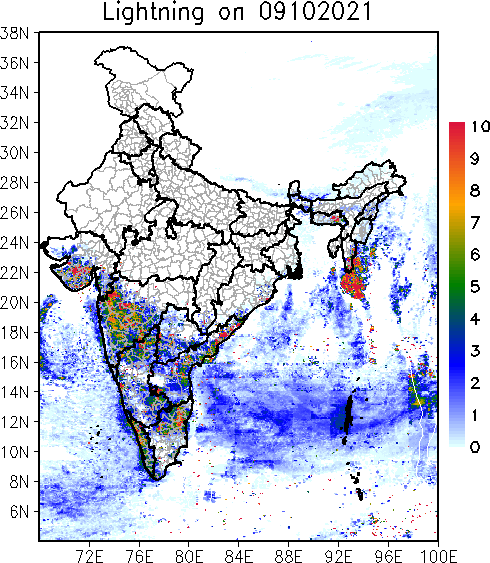 Lightning on 09102021
38N
36N
34N
32N
30N
28N
26N
24N
22N
20N
18N
16N
14N
12N
10N
8N
6N
10
9
8
7
6
5
4
3
2
1
0
72E 76E 80E 84E 88E 92E 96E 100E